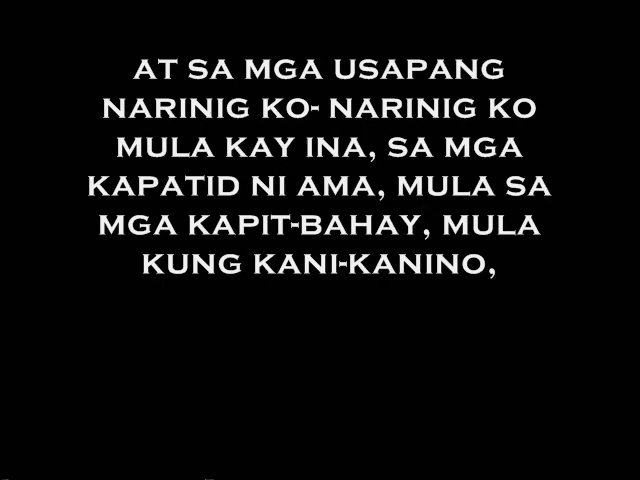 AT SA MGA USAPANG
NARINIG KO- NARINIG KO
MULA KAY INA, SA MGA
KAPATID NI AMA, MULA SA
MGA KAPIT-BAHAY, MULA
KUNG KANI-KANINO,